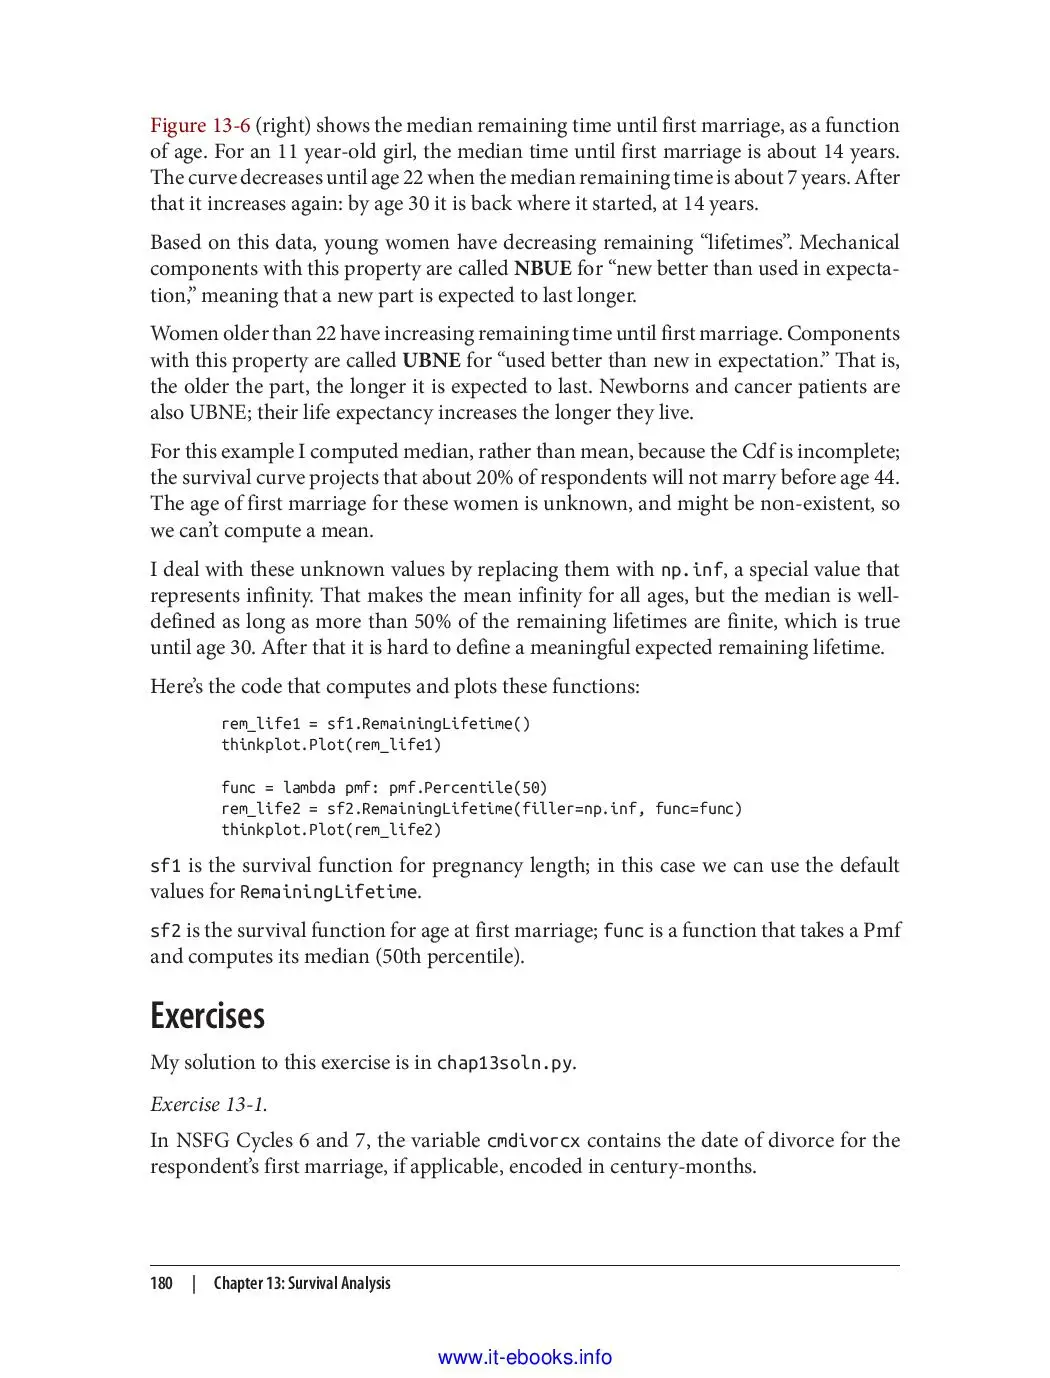 Figure 13-6 (right) shows the median remaining time until first marriage, as a function
of age. For an 11 year-old girl, the median time until first marriage is about 14 years.
The curve decreases until age 22 when the median remaining time is about 7 years. After
that it increases again: by age 30 it is back where it started, at 14 years.
Based on this data, young women have decreasing remaining “lifetimes”. Mechanical
components with this property are called NBUE for “new better than used in expecta-
tion,” meaning that a new part is expected to last longer.
Women older than 22 have increasing remaining time until first marriage. Components
with this property are called UBNE for “used better than new in expectation.” That is,
the older the part, the longer it is expected to last. Newborns and cancer patients are
also UBNE; their life expectancy increases the longer they live.
For this example I computed median, rather than mean, because the Cdf is incomplete;
the survival curve projects that about 20% of respondents will not marry before age 44.
The age of first marriage for these women is unknown, and might be non-existent, so
we can’t compute a mean.
I deal with these unknown values by replacing them with np.inf, a special value that
represents infinity. That makes the mean infinity for all ages, but the median is well-
defined as long as more than 50% of the remaining lifetimes are finite, which is true
until age 30. After that it is hard to define a meaningful expected remaining lifetime.
Here’s the code that computes and plots these functions:
rem_life1 = sf1.RemainingLifetime()
thinkplot.Plot(rem_life1)
func = lambda pmf: pmf.Percentile(50)
rem_life2 = sf2.RemainingLifetime(filler=np.inf, func=func)
thinkplot.Plot(rem_life2)
sf1 is the survival function for pregnancy length; in this case we can use the default
values for RemainingLifetime.
sf2 is the survival function for age at first marriage; func is a function that takes a Pmf
and computes its median (50th percentile).
Exercises
My solution to this exercise is in chap13soln.py.
Exercise 13-1.
In NSFG Cycles 6 and 7, the variable cmdivorcx contains the date of divorce for the
respondent’s first marriage, if applicable, encoded in century-months.
180 | Chapter 13: Survival Analysis
www.it-ebooks.info